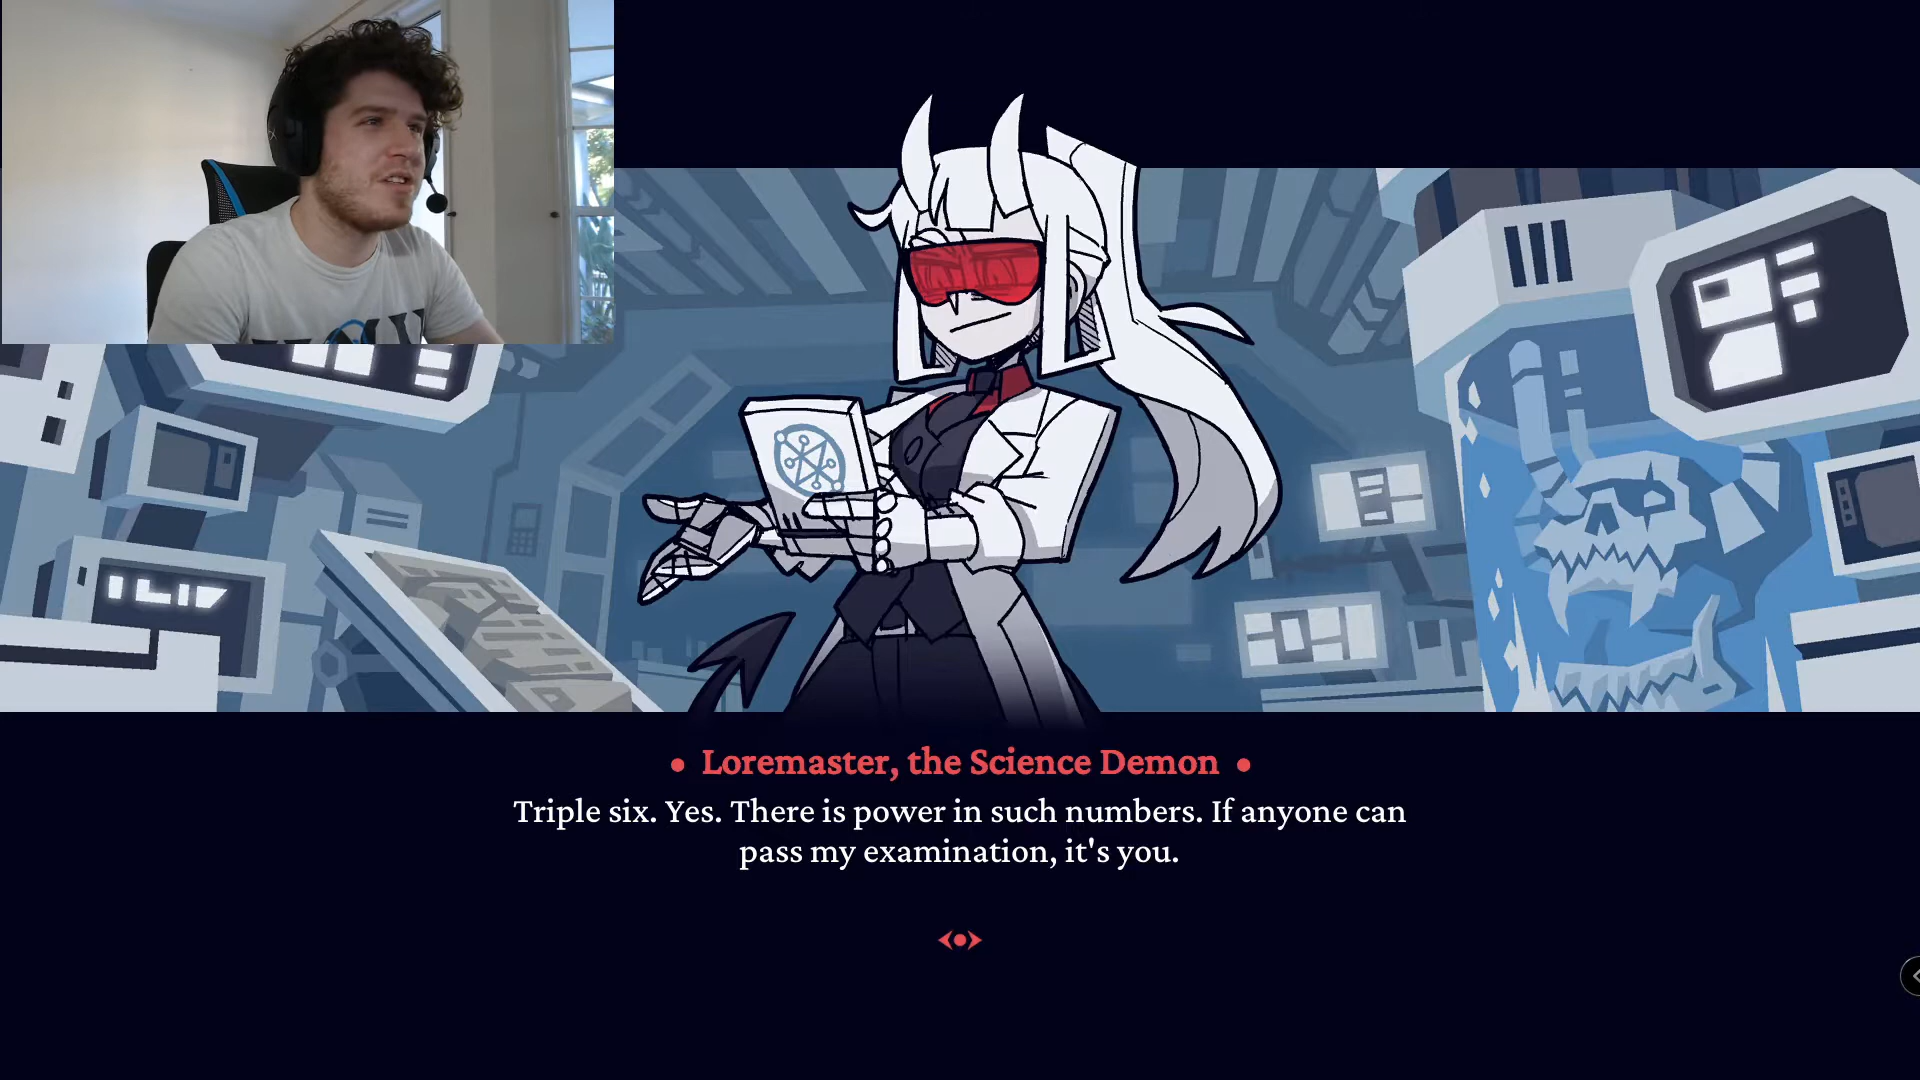 • Loremaster, the Science Demon •
Triple six. Yes. There is power in such numbers. If anyone can
pass my examination, it's you.